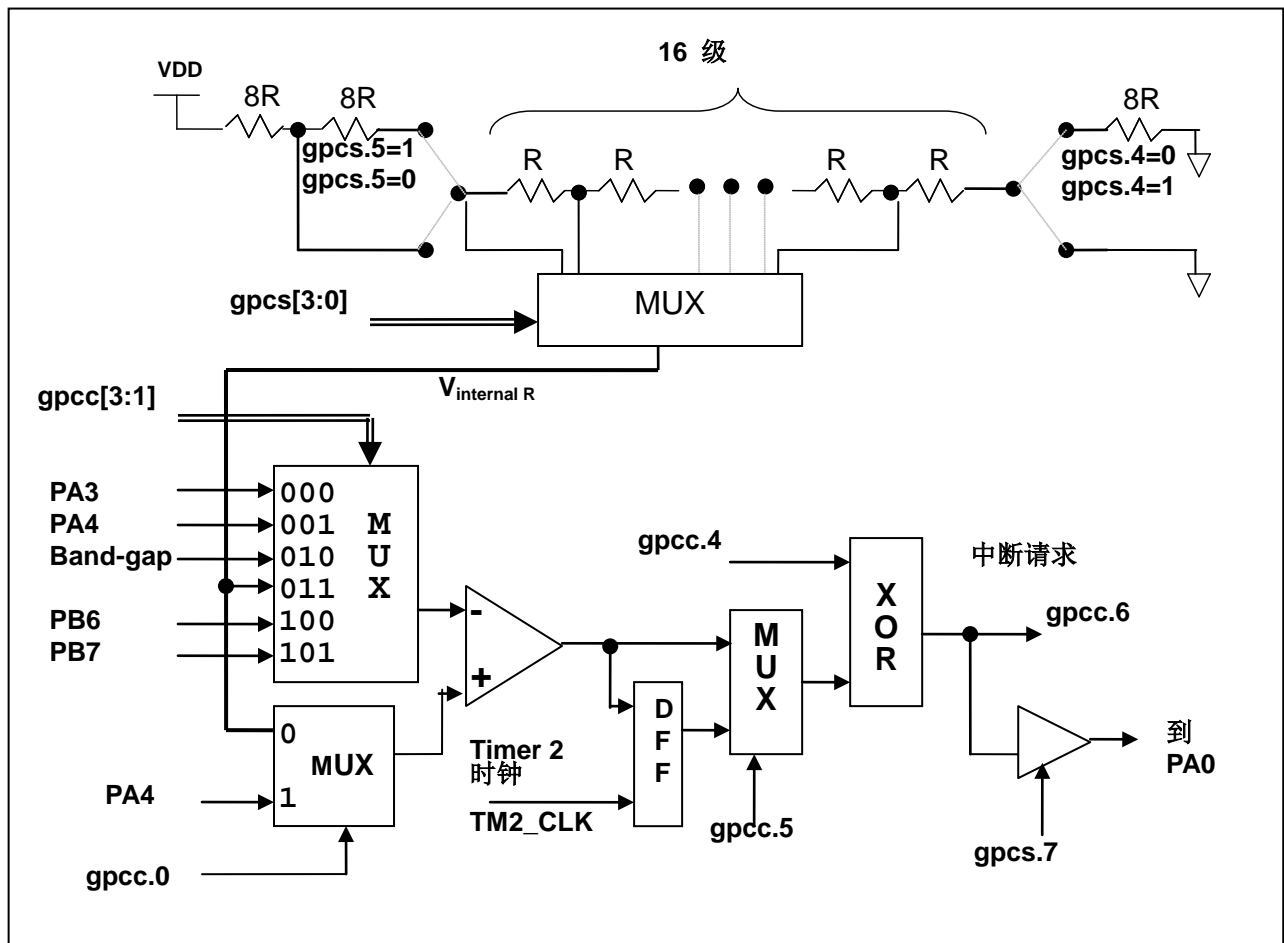 16 级
VDD
8R
8R
8R
gpcs.5=1
gpcs.5=0
R
R
R
R
gpcs.4=0
gpcs.4=1
gpcs[3:0]
MUX
Vinternal R
gpcc[3:1]
PA3
000
PA4
001
Band-gap
010
011
PB6
100
PB7
101
M
U
X
-
+
gpcc.4
X
O
R
中断请求
gpcc.6
M
U
X
D
F
F
0
MUX
1
PA4
gpcc.0
Timer 2
时钟
TM2_CLK
gpcc.5
到
PA0
gpcs.7